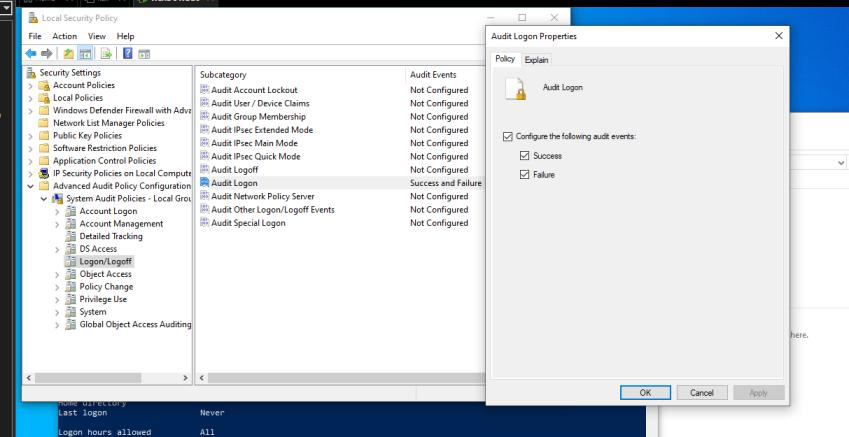 Local Security Policy
File Action View Help
Security Settings
Account Policies
Local Policies
Windows Defender Firewall with Adva
Network List Manager Policies
Public Key Policies
Software Restriction Policies
Application Control Policies
IP Security Policies on Local Compute
Advanced Audit Policy Configuration
System Audit Policies - Local Grou
Account Logon
Account Management
Detailed Tracking
DS Access
Logon/Logoff
Object Access
Policy Change
Privilege Use
System
Global Object Access Auditing
Subcategory Audit Events
Audit Account Lockout Not Configured
Audit User / Device Claims Not Configured
Audit Group Membership Not Configured
Audit IPsec Extended Mode Not Configured
Audit IPsec Main Mode Not Configured
Audit IPsec Quick Mode Not Configured
Audit Logoff Not Configured
Audit Logon Success and Failure
Audit Network Policy Server Not Configured
Audit Other Logon/Logoff Events Not Configured
Audit Special Logon Not Configured
Audit Logon Properties
Policy Explain
Audit Logon
Configure the following audit events:
Success
Failure
OK Cancel Apply
here.
Home directory
Last logon Never
Logon hours allowed All